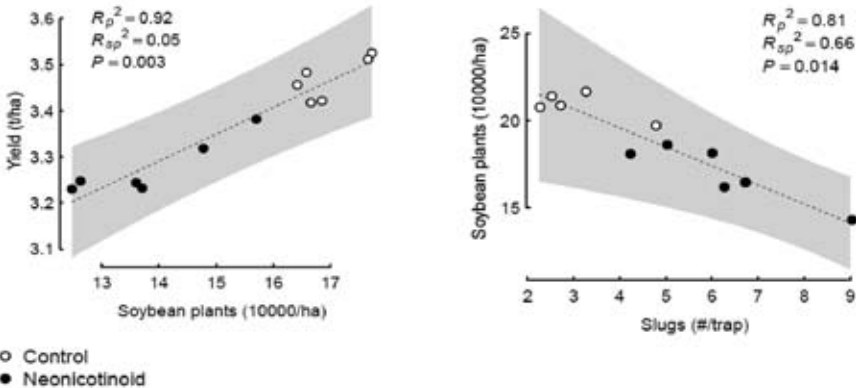 Rp² = 0.92
Rsp² = 0.05
P = 0.003
Yield (t/ha)
3.6
3.5
3.4
3.3
3.2
3.1
13 14 15 16 17
Soybean plants (10000/ha)
Rp² = 0.81
Rsp² = 0.66
P = 0.014
Soybean plants (10000/ha)
25
20
15
2 3 4 5 6 7 8 9
Slugs (#/trap)
Control
Neonicotinoid